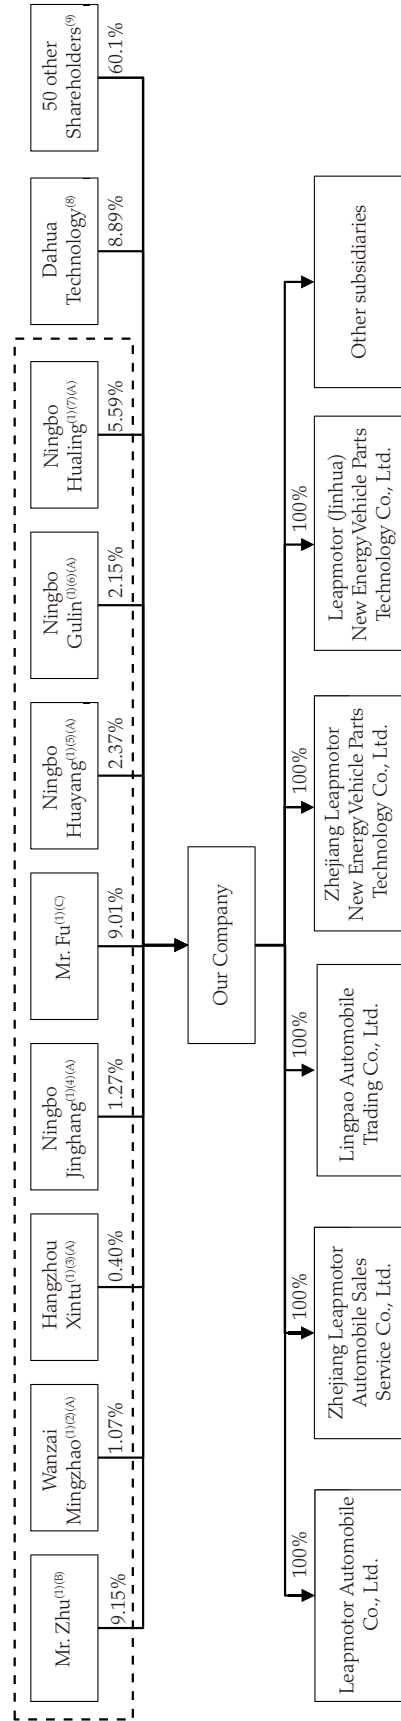 Mr. Zhu(1)(B)
Wanzai
Mingzhao(1)(2)(A)
Hangzhou
Xintu(1)(3)(A)
Ningbo
Jinghang(1)(4)(A)
Mr. Fu(1)(C)
Ningbo
Huayang(1)(5)(A)
Ningbo
Gulin(1)(6)(A)
Ningbo
Hualing(1)(7)(A)
Dahua
Technology(8)
50 other
Shareholders(9)
9.15%
1.07%
0.40%
1.27%
9.01%
2.37%
2.15%
5.59%
8.89%
60.1%
Our Company
100%
100%
100%
100%
100%
Leapmotor Automobile
Co., Ltd.
Zhejiang Leapmotor
Automobile Sales
Service Co., Ltd.
Lingpao Automobile
Trading Co., Ltd.
Zhejiang Leapmotor
New Energy Vehicle Parts
Technology Co., Ltd.
Leapmotor (Jinhua)
New Energy Vehicle Parts
Technology Co., Ltd.
Other subsidiaries